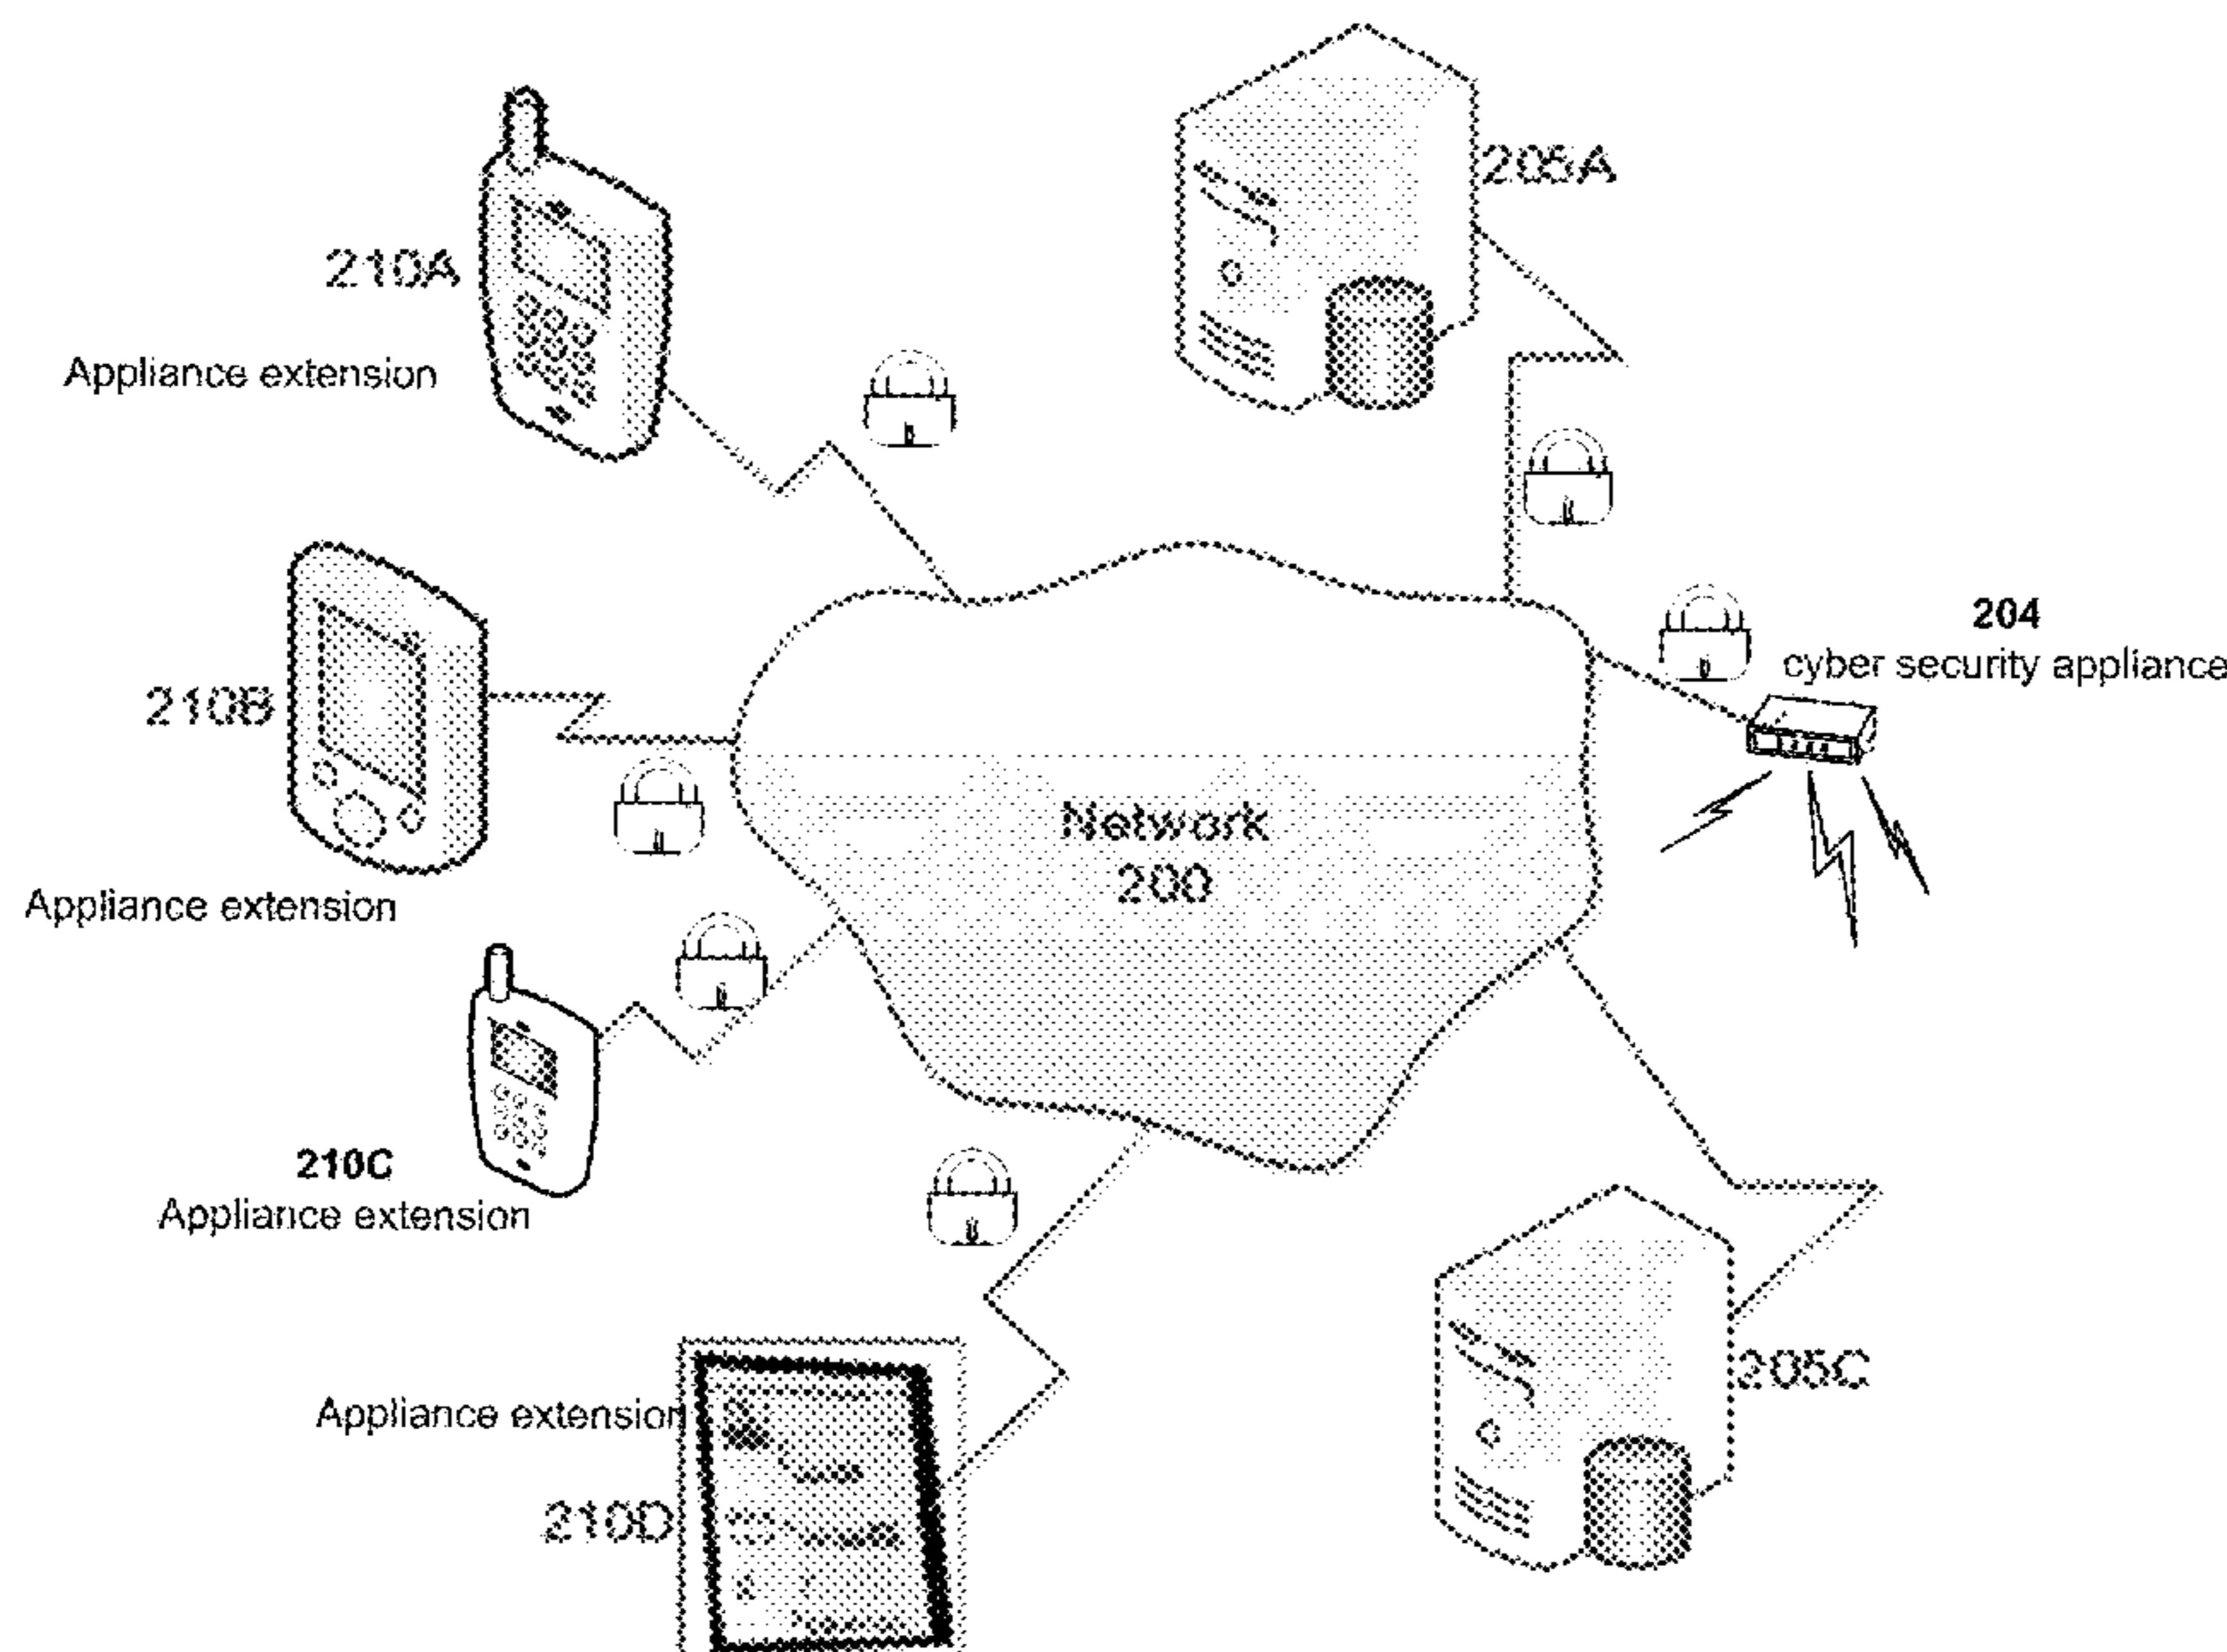 205A
210A
Appliance extension
204
cyber security appliance
210B
Network
200
Appliance extension
210C
Appliance extension
205C
Appliance extension
210D